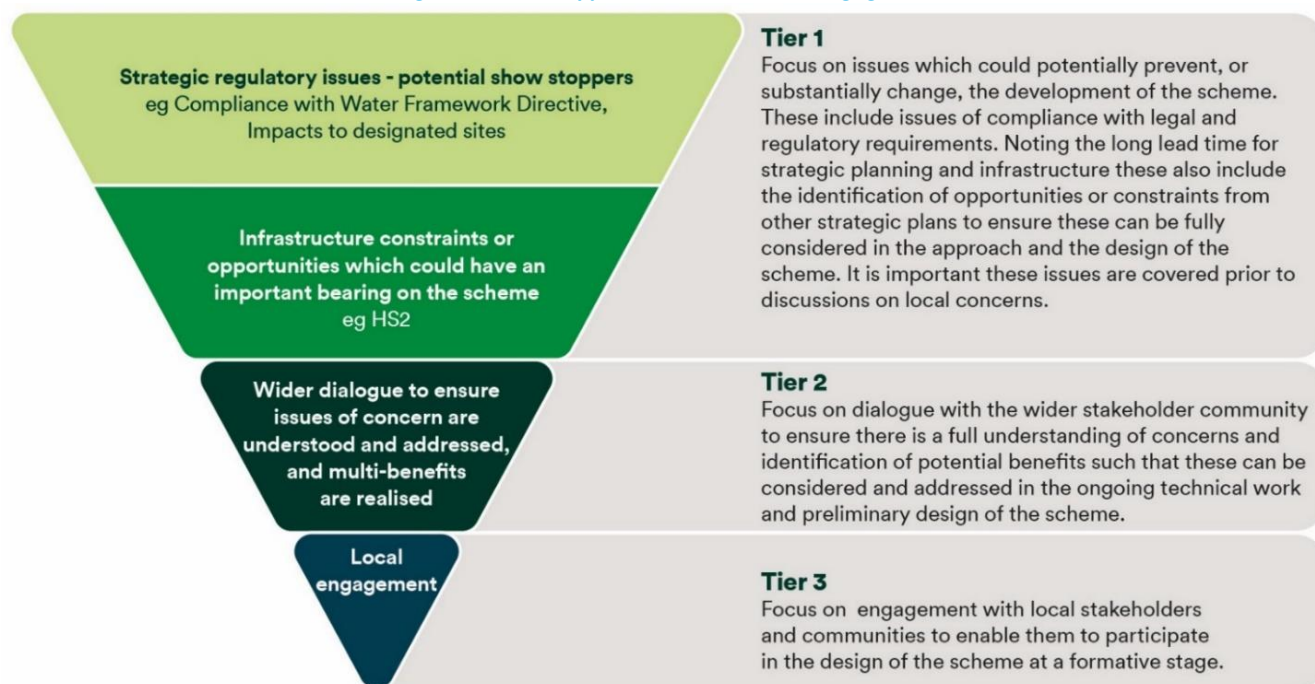 Strategic regulatory issues - potential show stoppers
eg Compliance with Water Framework Directive,
Impacts to designated sites
Infrastructure constraints or
opportunities which could have an
important bearing on the scheme
eg HS2
Tier 1
Focus on issues which could potentially prevent, or
substantially change, the development of the scheme.
These include issues of compliance with legal and
regulatory requirements. Noting the long lead time for
strategic planning and infrastructure these also include
the identification of opportunities or constraints from
other strategic plans to ensure these can be fully
considered in the approach and the design of the
scheme. It is important these issues are covered prior to
discussions on local concerns.
Wider dialogue to ensure
issues of concern are
understood and addressed,
and multi-benefits
are realised
Tier 2
Focus on dialogue with the wider stakeholder community
to ensure there is a full understanding of concerns and
identification of potential benefits such that these can be
considered and addressed in the ongoing technical work
and preliminary design of the scheme.
Local
engagement
Tier 3
Focus on engagement with local stakeholders
and communities to enable them to participate
in the design of the scheme at a formative stage.